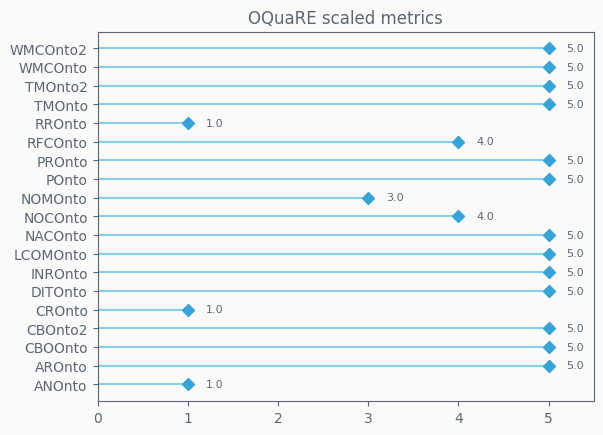 OQuaRE scaled metrics
WMCOnto2 5.0
WMCOnto 5.0
TMOnto2 5.0
TMOnto 5.0
RROnto 1.0
RFCOnto 4.0
PROnto 5.0
POnto 5.0
NOMOnto 3.0
NOCOnto 4.0
NACOnto 5.0
LCOMOnto 5.0
INROnto 5.0
DITOnto 5.0
CROnto 1.0
CBOnto2 5.0
CBOOnto 5.0
AROnto 5.0
ANOnto 1.0
0 1 2 3 4 5